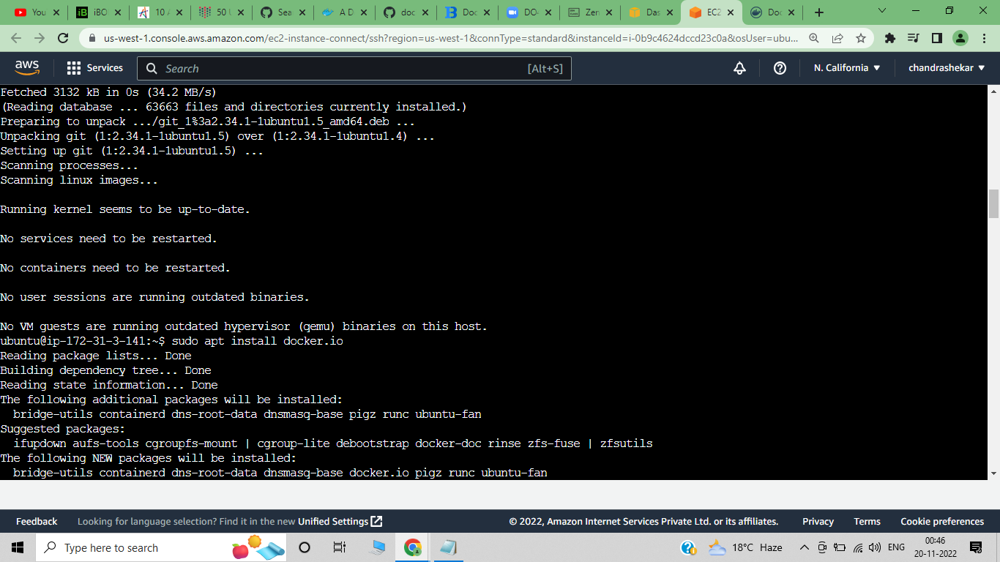 You
iBO
10 A
50 U
Sea
A D
doc
Doc
DO4
Zen
Das
EC2
Doc
us-west-1.console.aws.amazon.com/ec2-instance-connect/ssh?region=us-west-1&connType=standard&instanceId=i-0b9c4624dccd23c0a&osUser=ubu...
aws Services Search [Alt+S] N. California chandrashekar
Fetched 3132 kB in 0s (34.2 MB/s)
(Reading database ... 63663 files and directories currently installed.)
Preparing to unpack .../git_1%3a2.34.1-1ubuntu1.5_amd64.deb ...
Unpacking git (1:2.34.1-1ubuntu1.5) over (1:2.34.1-1ubuntu1.4) ...
Setting up git (1:2.34.1-1ubuntu1.5) ...
Scanning processes...
Scanning linux images...
Running kernel seems to be up-to-date.
No services need to be restarted.
No containers need to be restarted.
No user sessions are running outdated binaries.
No VM guests are running outdated hypervisor (qemu) binaries on this host.
ubuntu@ip-172-31-3-141:~$ sudo apt install docker.io
Reading package lists... Done
Building dependency tree... Done
Reading state information... Done
The following additional packages will be installed:
bridge-utils containerd dns-root-data dnsmasq-base pigz runc ubuntu-fan
Suggested packages:
ifupdown aufs-tools cgroupfs-mount | cgroup-lite debootstrap docker-doc rinse zfs-fuse | zfsutils
The following NEW packages will be installed:
bridge-utils containerd dns-root-data dnsmasq-base docker.io pigz runc ubuntu-fan
Feedback Looking for language selection? Find it in the new Unified Settings © 2022, Amazon Internet Services Private Ltd. or its affiliates. Privacy Terms Cookie preferences
Type here to search 18°C Haze ENG 00:46
20-11-2022